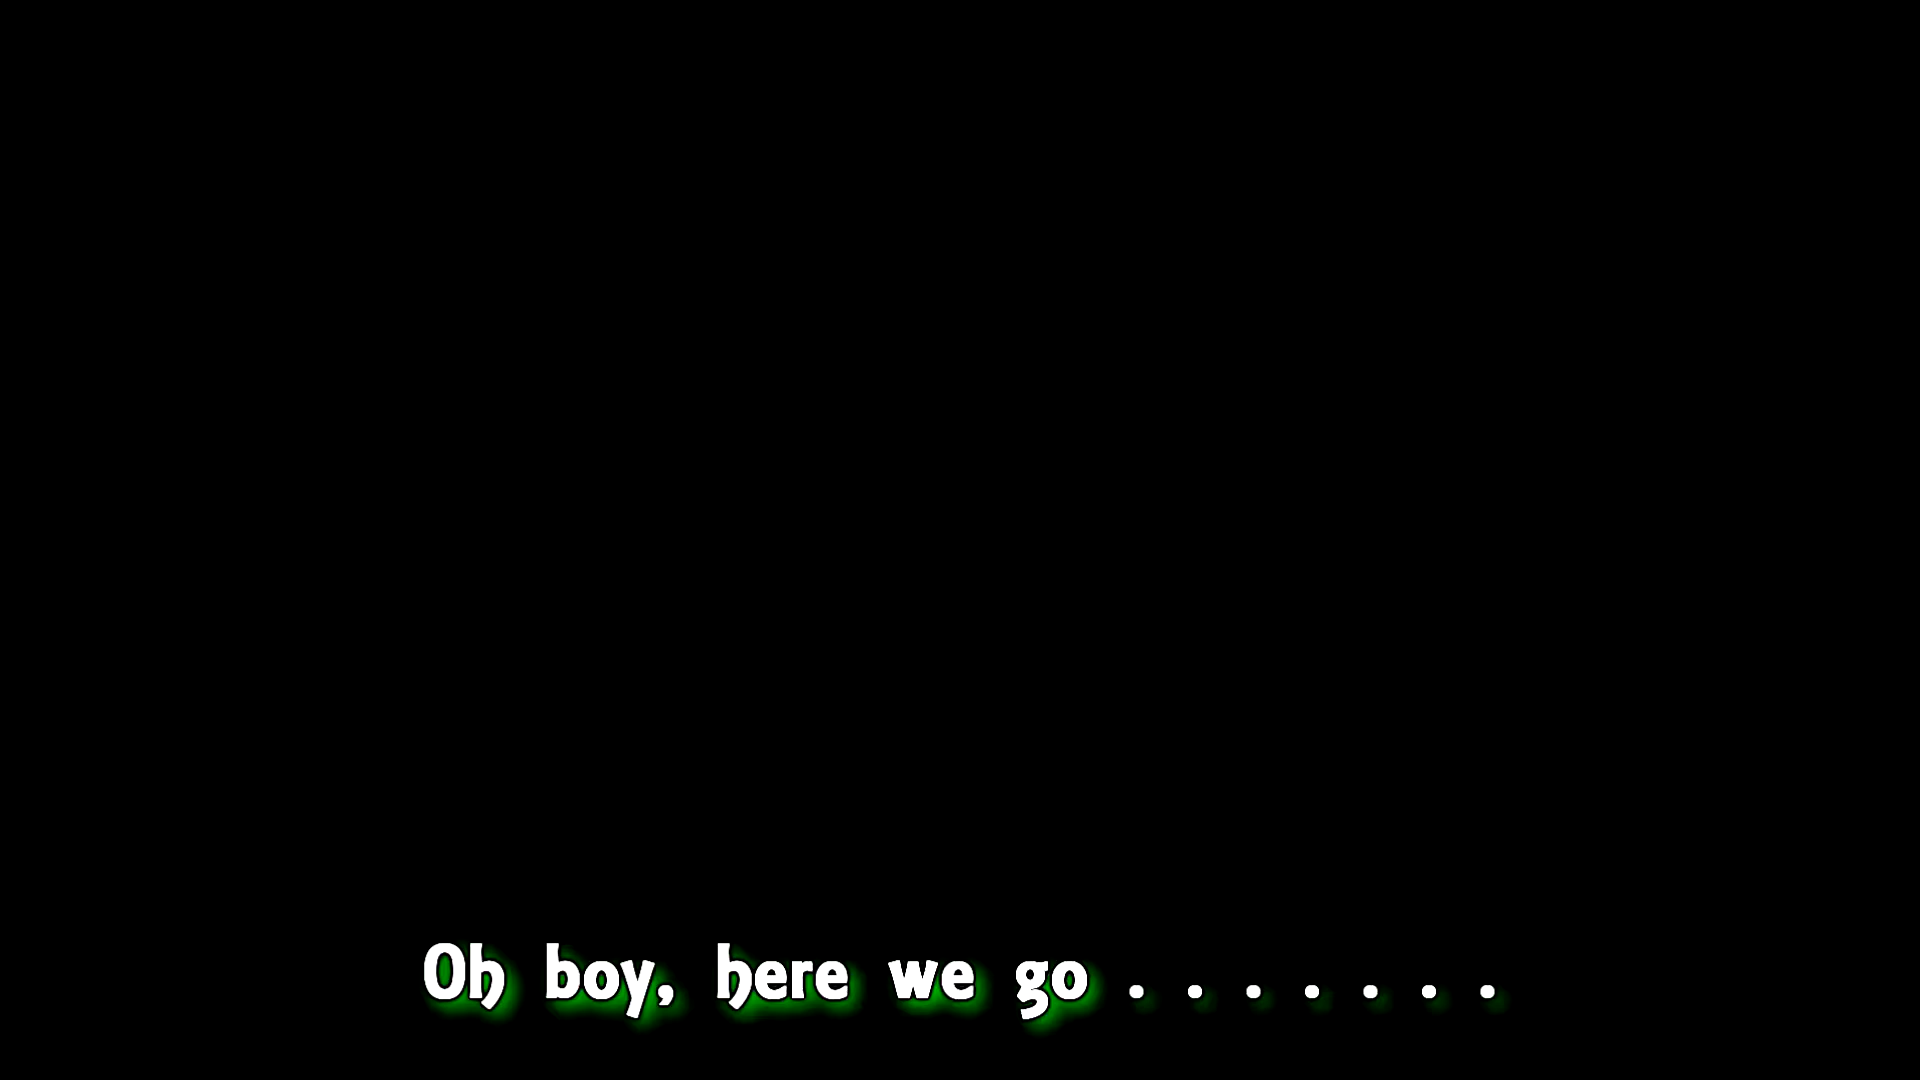 Oh boy, here we go . . . . . . .